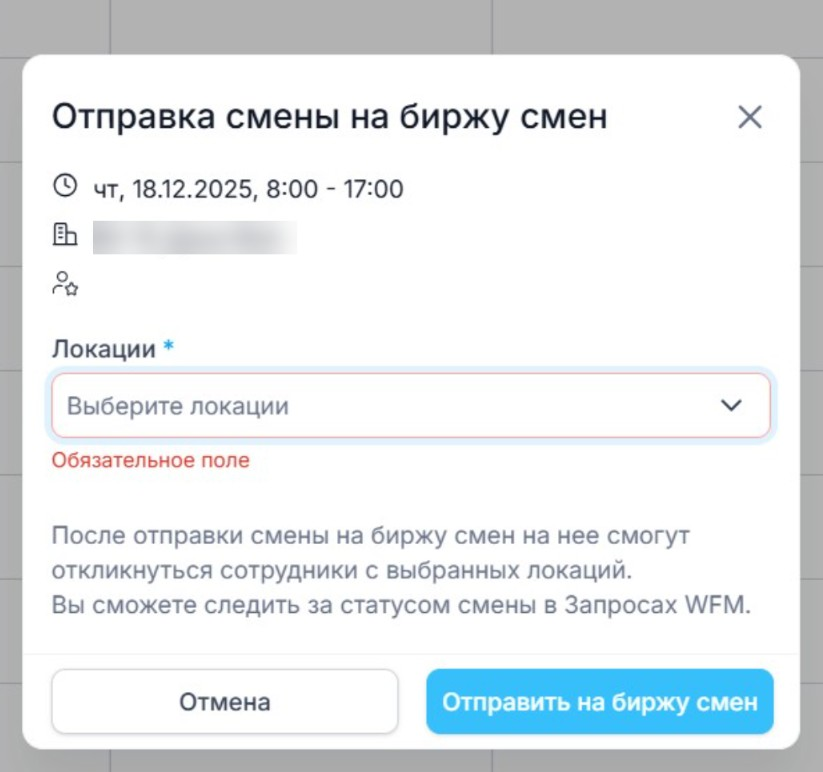 Отправка смены на биржу смен
чт, 18.12.2025, 8:00 - 17:00
Локации *
Выберите локации
Обязательное поле
После отправки смены на биржу смен на нее смогут
откликнуться сотрудники с выбранных локаций.
Вы сможете следить за статусом смены в Запросах WFM.
Отмена
Отправить на биржу смен